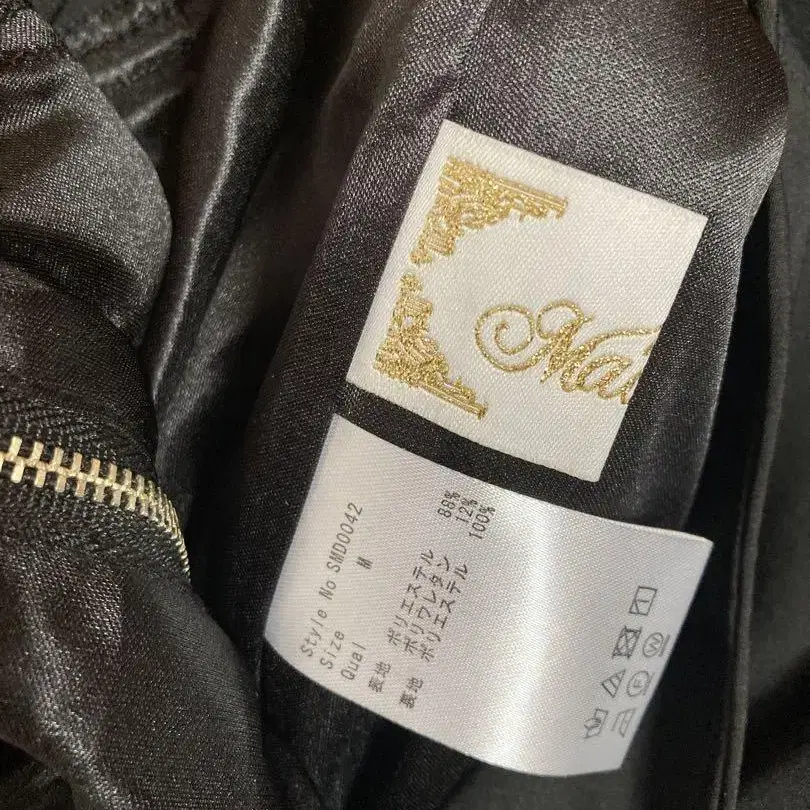 Ma
Style No SMD0042
Size M
Qual
表地 ポリエステル 88%
ポリウレタン 12%
裏地 ポリエステル 100%
W
F